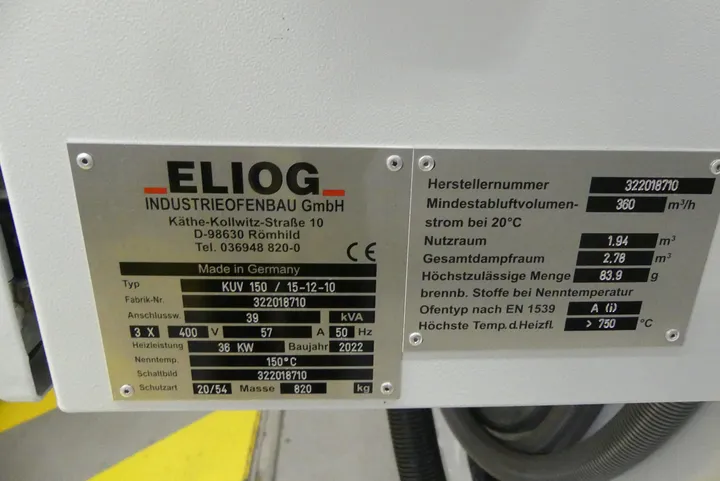 _ELIOG_
INDUSTRIEOFENBAU GmbH
Käthe-Kollwitz-Straße 10
D-98630 Römhild
Tel. 036948 820-0
CE
Made in Germany
Typ KUV 150 / 15-12-10
Fabrik-Nr. 322018710
Anschlussw. 39 kVA
3 X 400 V 57 A 50 Hz
Heizleistung 36 KW Baujahr 2022
Nenntemp. 150°C
Schaltbild 322018710
Schutzart 20/54 Masse 820 kg
Herstellernummer 322018710
Mindestabluftvolumen- 360 m³/h
strom bei 20°C
Nutzraum 1.94 m³
Gesamtdampfraum 2.78 m³
Höchstzulässige Menge 83.9 g
brennb. Stoffe bei Nenntemperatur
Ofentyp nach EN 1539 A (i)
Höchste Temp.d.Heizfl. > 750 °C